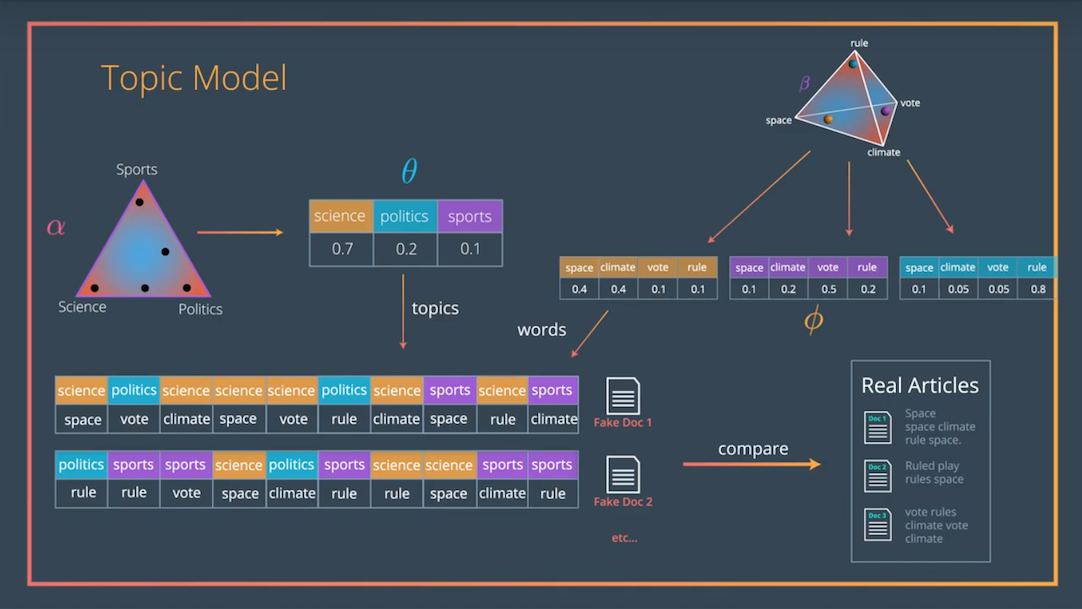 Topic Model
rule
β
vote
space
climate
Sports
α
Science
Politics
θ
science politics sports
0.7 0.2 0.1
topics
space climate vote rule
0.4 0.4 0.1 0.1
space climate vote rule
0.1 0.2 0.5 0.2
space climate vote rule
0.1 0.05 0.05 0.8
ϕ
words
science politics science science science politics science sports science sports
space vote climate space vote rule climate space rule climate
Fake Doc 1
politics sports sports science politics sports science science sports sports
rule rule vote space climate rule rule space climate rule
Fake Doc 2
etc...
compare
Real Articles
Doc 1
Space
space climate
rule space.
Doc 2
Ruled play
rules space
Doc 3
vote rules
climate vote
climate